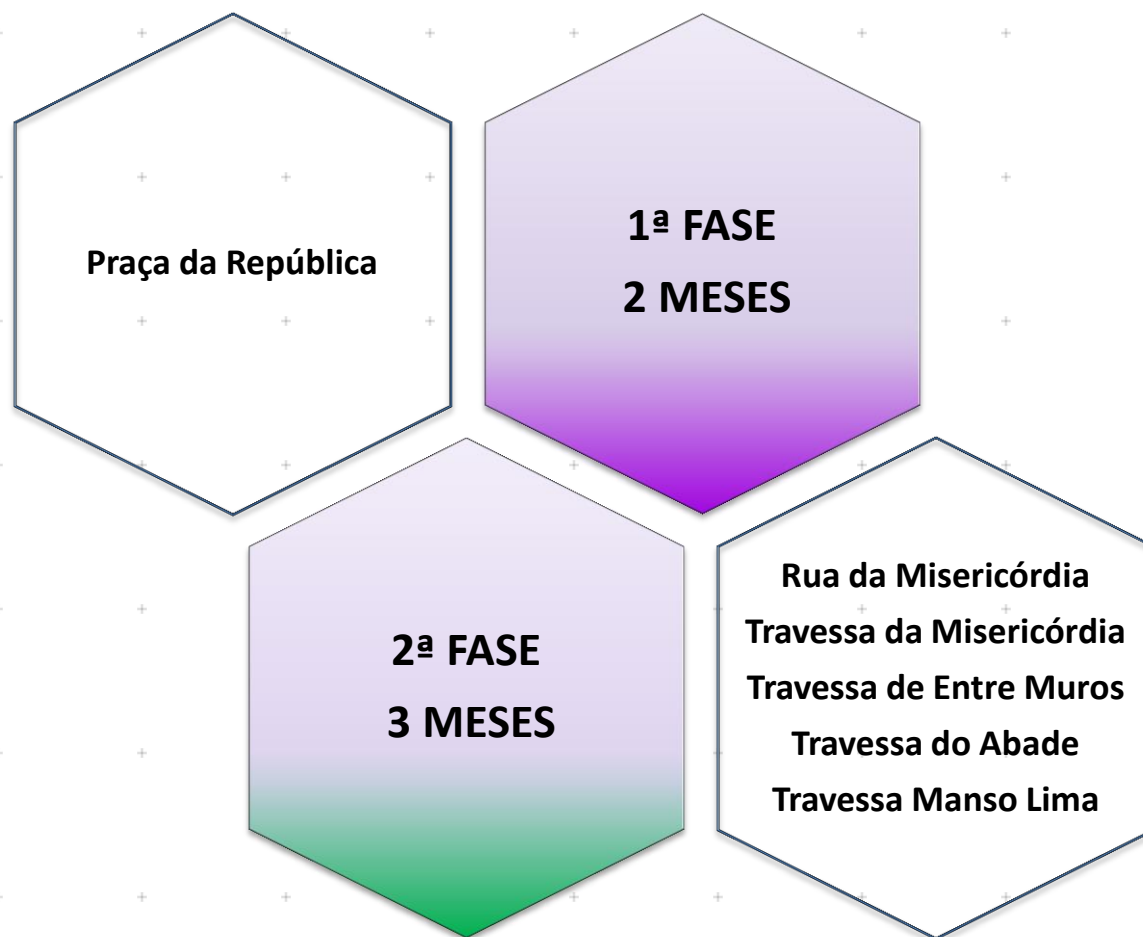 Praça da República
1ª FASE
2 MESES
2ª FASE
3 MESES
Rua da Misericórdia
Travessa da Misericórdia
Travessa de Entre Muros
Travessa do Abade
Travessa Manso Lima